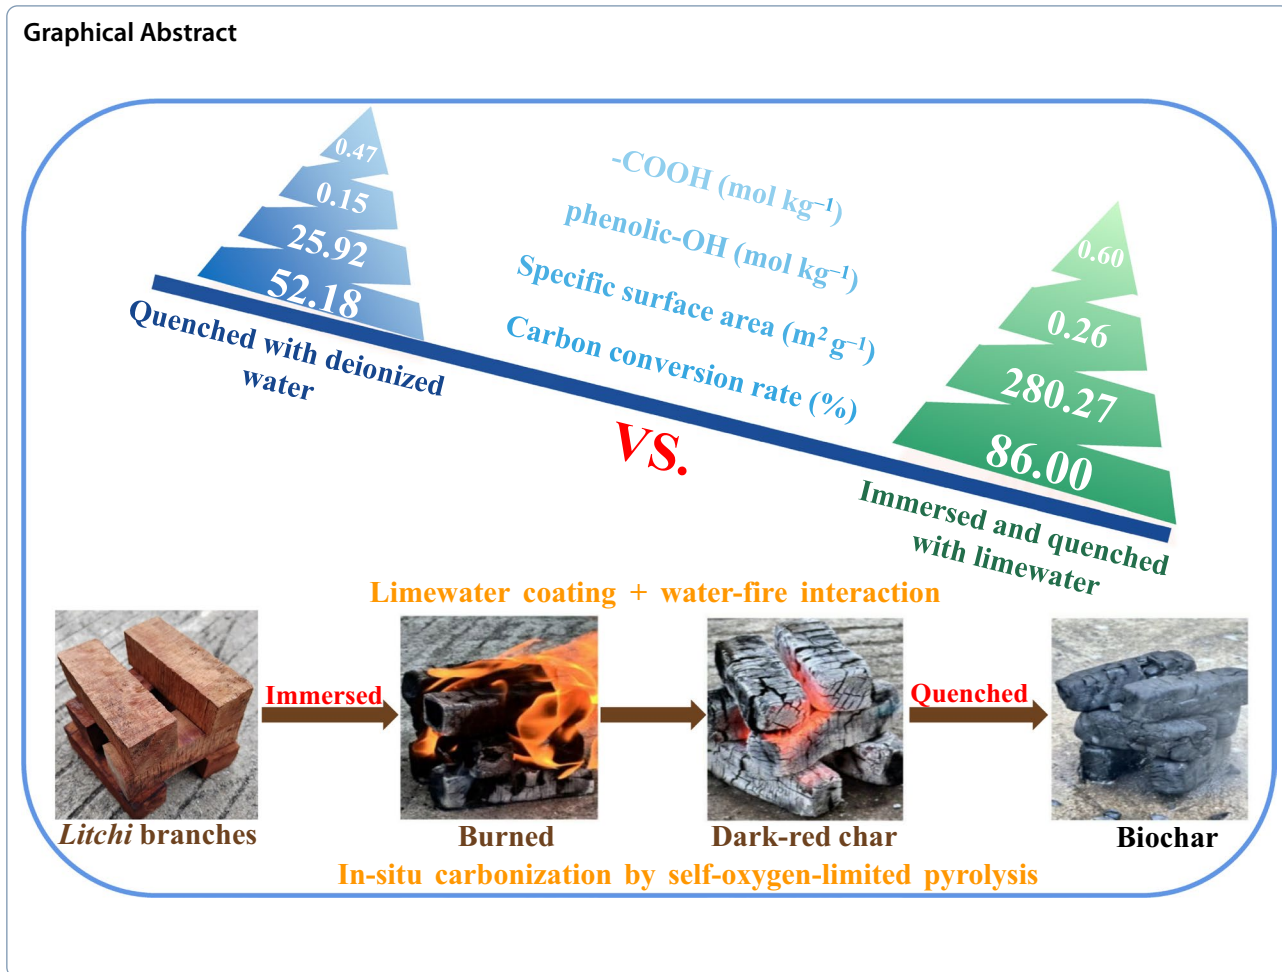 Graphical Abstract
0.47
0.15
25.92
52.18
Quenched with deionized
water
-COOH (mol kg⁻¹)
phenolic-OH (mol kg⁻¹)
Specific surface area (m² g⁻¹)
Carbon conversion rate (%)
VS.
0.60
0.26
280.27
86.00
Immersed and quenched
with limewater
Limewater coating + water-fire interaction
Immersed
Quenched
Litchi branches
Burned
Dark-red char
Biochar
In-situ carbonization by self-oxygen-limited pyrolysis